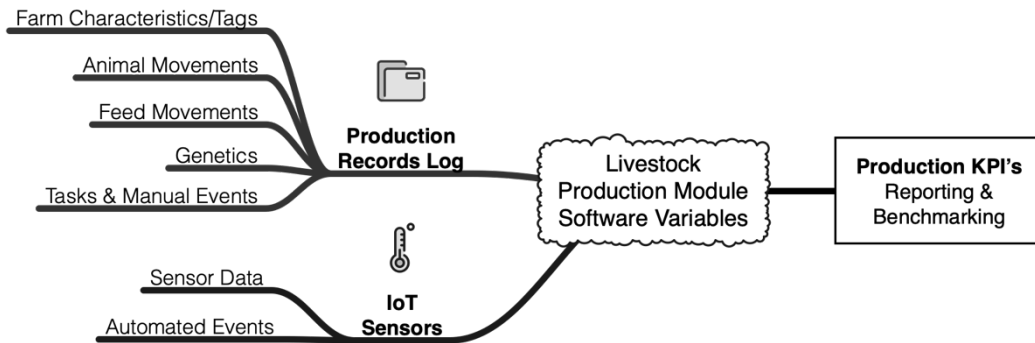 Farm Characteristics/Tags
Animal Movements
Feed Movements
Genetics
Tasks & Manual Events
Production
Records Log
Sensor Data
Automated Events
IoT
Sensors
Livestock
Production Module
Software Variables
Production KPI's
Reporting &
Benchmarking